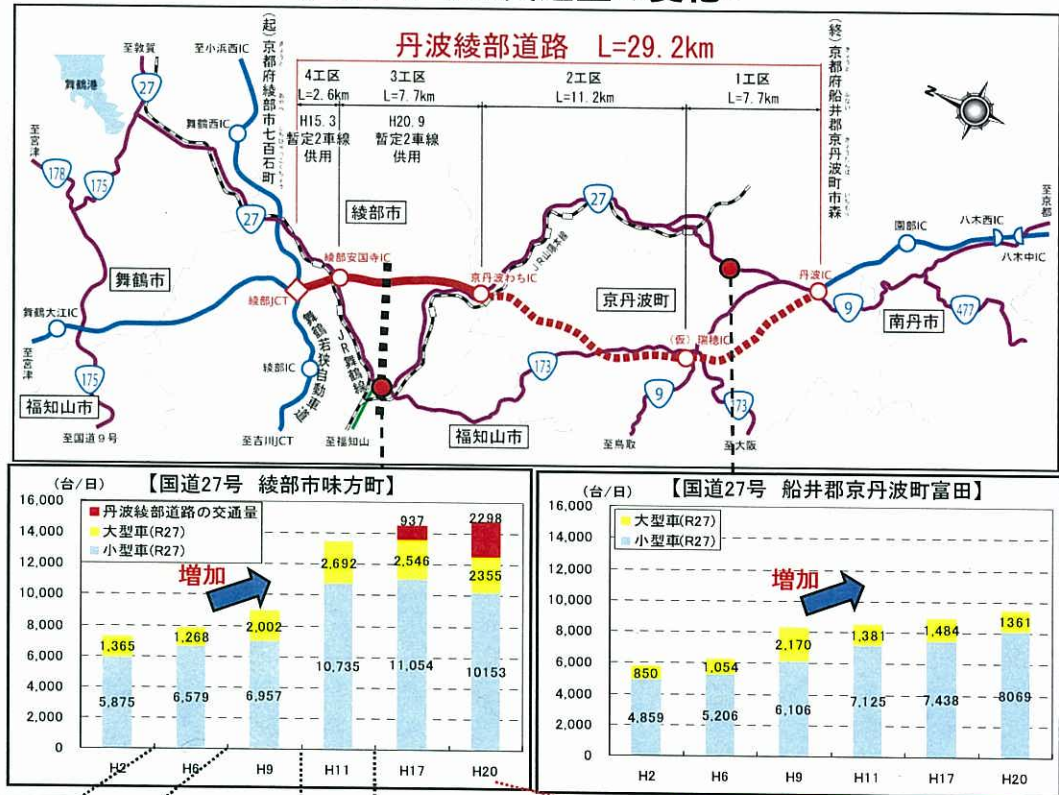 丹波綾部道路 L=29.2km
4工区
L=2.6km
3工区
L=7.7km
2工区
L=11.2km
1工区
L=7.7km
H15.3
暫定2車線
供用
H20.9
暫定2車線
供用
(起)京都府綾部市七百石町
(終)京都府船井郡京丹波町市森
至敦賀
至小浜西IC
舞鶴港
27
舞鶴西IC
至宮津
178
175
27
舞鶴市
綾部市
綾部安国寺IC
綾部JCT
舞鶴大江IC
至宮津
175
福知山市
至国道9号
綾部IC
舞鶴若狭自動車道
JR舞鶴線
至吉川JCT
至福知山
京丹波わちIC
27
JR山陰本線
京丹波町
(仮)瑞穂IC
173
福知山市
9
至鳥取
173
至大阪
丹波IC
9
園部IC
八木西IC
八木中IC
至京都
南丹市
477
N
(台/日)
【国道27号 綾部市味方町】
丹波綾部道路の交通量
大型車(R27)
小型車(R27)
増加
16,000
14,000
12,000
10,000
8,000
6,000
4,000
2,000
0
1,365
5,875
1,268
6,579
2,002
6,957
2,692
10,735
937
2,546
11,054
2298
2355
10153
H2 H6 H9 H11 H17 H20
(台/日)
【国道27号 船井郡京丹波町富田】
大型車(R27)
小型車(R27)
増加
16,000
14,000
12,000
10,000
8,000
6,000
4,000
2,000
0
850
4,859
1,054
5,206
2,170
6,106
1,381
7,125
1,484
7,438
1361
8069
H2 H6 H9 H11 H17 H20